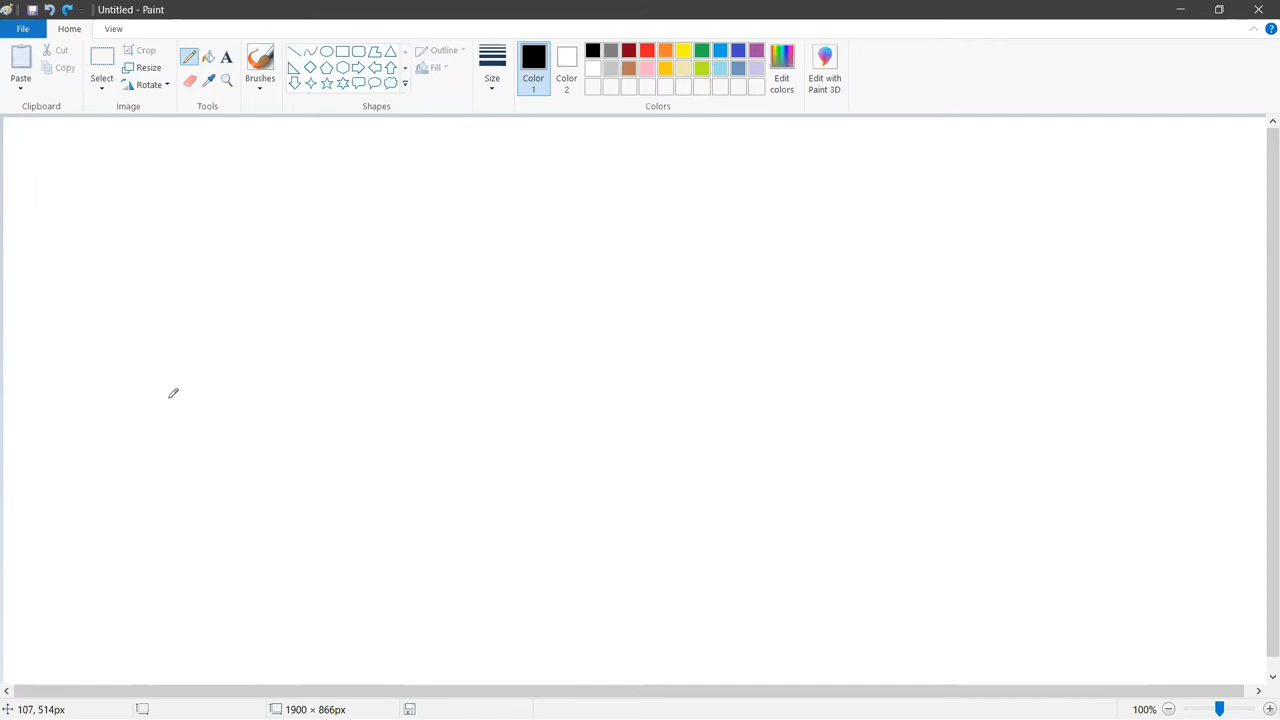 Untitled - Paint
File Home View
Paste Cut Copy Clipboard
Select Crop Resize Rotate Image
Tools
Brushes
Outline Fill Shapes
Size
Color 1 Color 2 Edit colors Colors
Edit with Paint 3D
107, 514px 1900 × 866px 100%